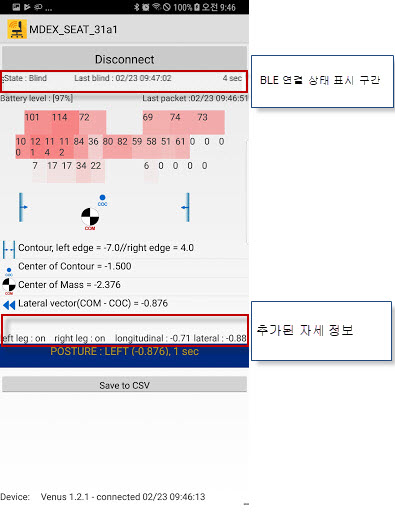 100% 오전 9:46
MDEX_SEAT_31a1
Disconnect
State : Blind Last blind : 02/23 09:47:02 4 sec
BLE 연결 상태 표시 구간
Battery level : [97%] Last packet :02/23 09:46:51
101 114 72 69 74 73
10 12 11 11 84 36 80 82 59 58 51 61 0 0 0
0 1 4 2
7 17 17 34 22 6 0 0 0 0
COC
COM
Contour, left edge = -7.0//right edge = 4.0
COC
Center of Contour = -1.500
Center of Mass = -2.376
COM
Lateral vector(COM - COC) = -0.876
추가된 자세 정보
eft leg : on right leg : on longitudinal : -0.71 lateral : -0.88
POSTURE : LEFT (-0.876), 1 sec
Save to CSV
Device: Venus 1.2.1 - connected 02/23 09:46:13